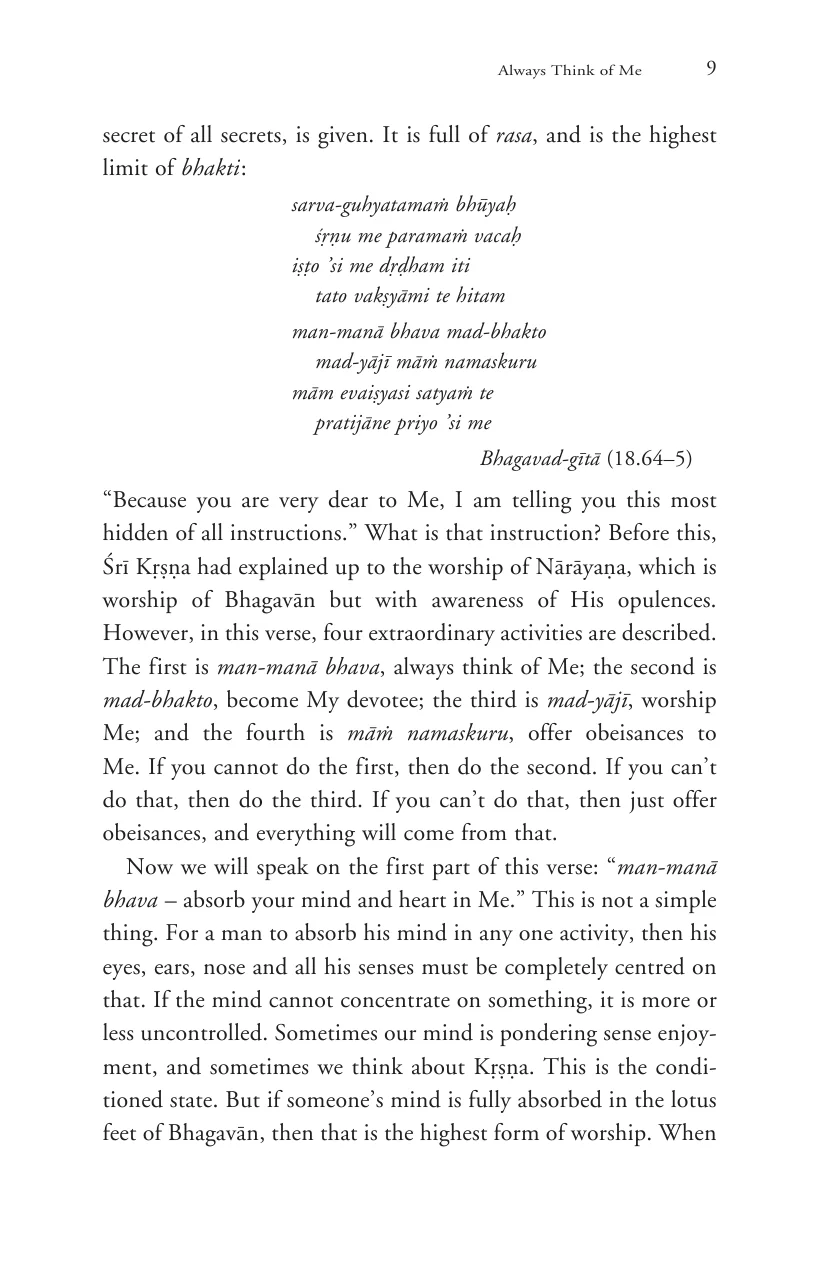 Always Think of Me 9
secret of all secrets, is given. It is full of rasa, and is the highest
limit of bhakti:
sarva-guhyatamaṁ bhūyaḥ
śṛṇu me paramaṁ vacaḥ
iṣṭo ’si me dṛḍham iti
tato vakṣyāmi te hitam
man-manā bhava mad-bhakto
mad-yājī māṁ namaskuru
mām evaiṣyasi satyaṁ te
pratijāne priyo ’si me
Bhagavad-gītā (18.64–5)
“Because you are very dear to Me, I am telling you this most
hidden of all instructions.” What is that instruction? Before this,
Śrī Kṛṣṇa had explained up to the worship of Nārāyaṇa, which is
worship of Bhagavān but with awareness of His opulences.
However, in this verse, four extraordinary activities are described.
The first is man-manā bhava, always think of Me; the second is
mad-bhakto, become My devotee; the third is mad-yājī, worship
Me; and the fourth is māṁ namaskuru, offer obeisances to
Me. If you cannot do the first, then do the second. If you can’t
do that, then do the third. If you can’t do that, then just offer
obeisances, and everything will come from that.
Now we will speak on the first part of this verse: “man-manā
bhava – absorb your mind and heart in Me.” This is not a simple
thing. For a man to absorb his mind in any one activity, then his
eyes, ears, nose and all his senses must be completely centred on
that. If the mind cannot concentrate on something, it is more or
less uncontrolled. Sometimes our mind is pondering sense enjoy-
ment, and sometimes we think about Kṛṣṇa. This is the condi-
tioned state. But if someone’s mind is fully absorbed in the lotus
feet of Bhagavān, then that is the highest form of worship. When